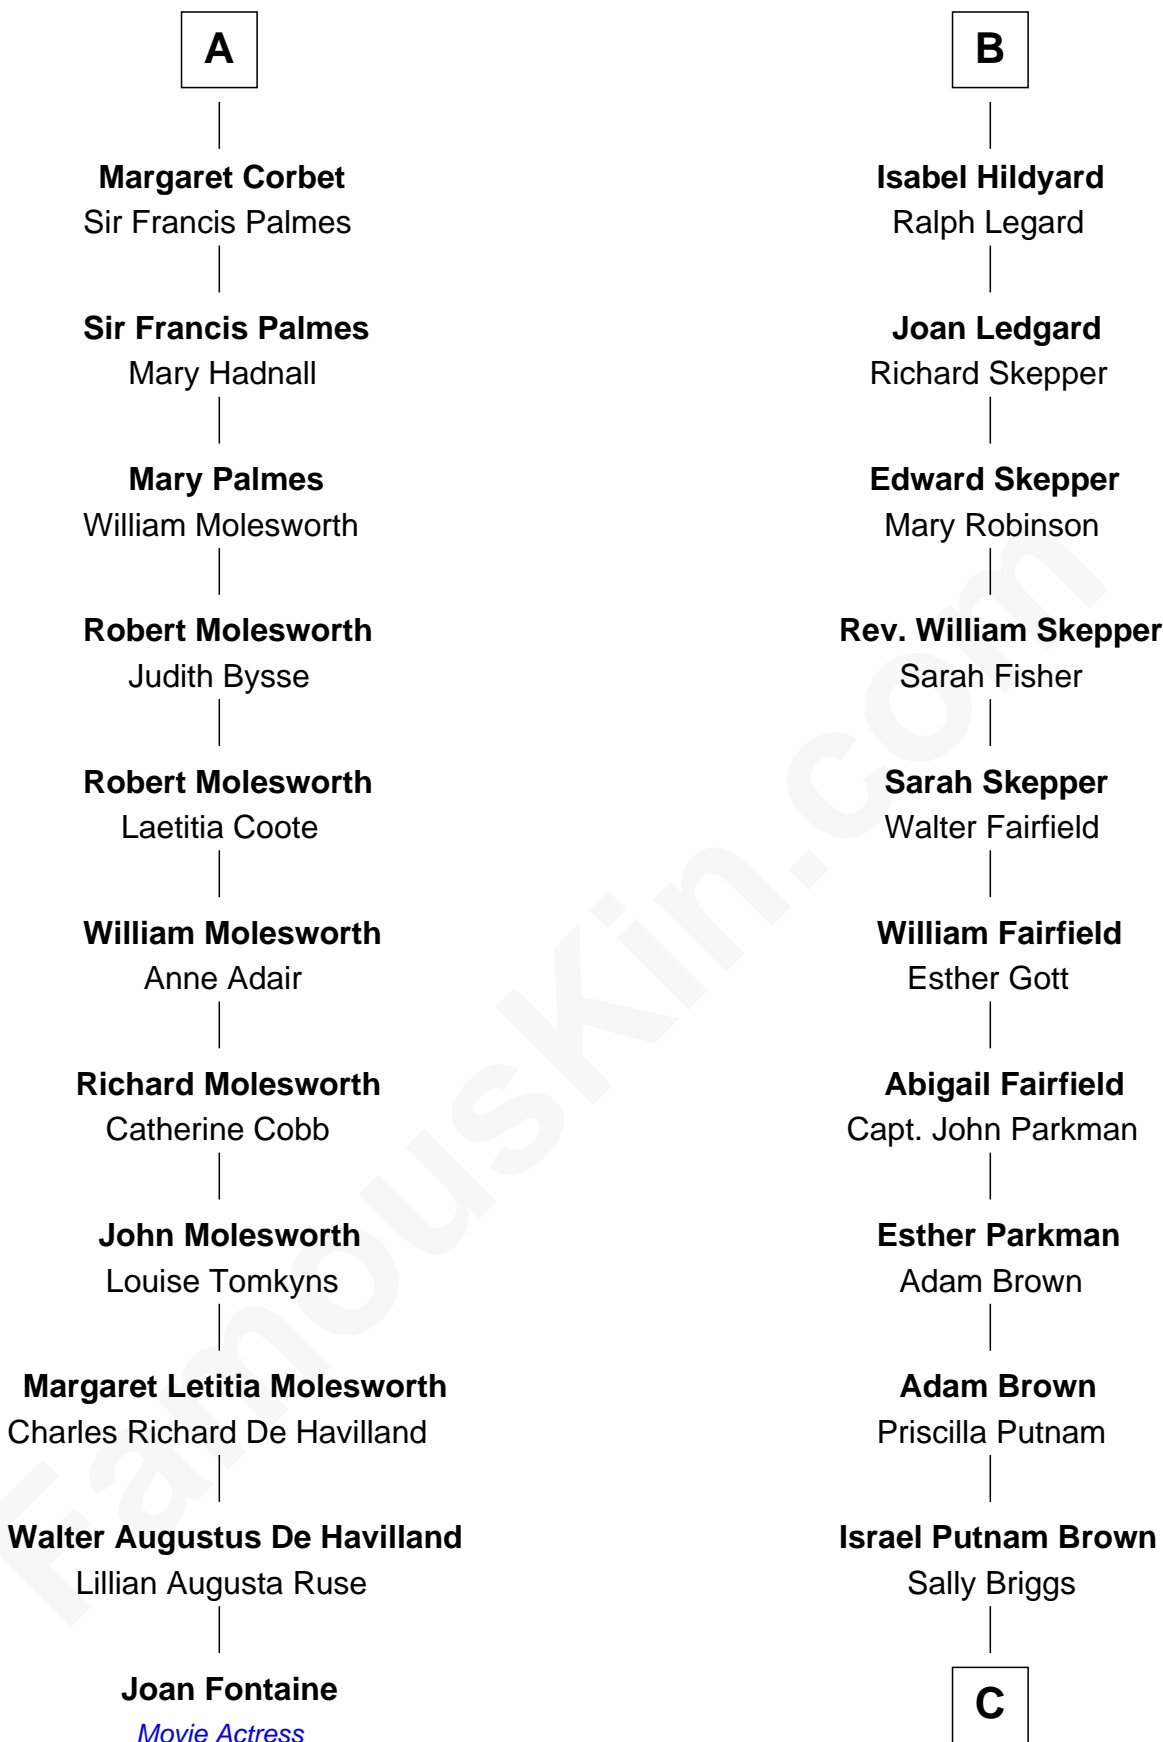 A
Margaret Corbet
Sir Francis Palmes
Sir Francis Palmes
Mary Hadnall
Mary Palmes
William Molesworth
Robert Molesworth
Judith Bysse
Robert Molesworth
Laetitia Coote
William Molesworth
Anne Adair
Richard Molesworth
Catherine Cobb
John Molesworth
Louise Tomkyns
Margaret Letitia Molesworth
Charles Richard De Havilland
Walter Augustus De Havilland
Lillian Augusta Ruse
Joan Fontaine
Movie Actress
B
Isabel Hildyard
Ralph Legard
Joan Ledgard
Richard Skepper
Edward Skepper
Mary Robinson
Rev. William Skepper
Sarah Fisher
Sarah Skepper
Walter Fairfield
William Fairfield
Esther Gott
Abigail Fairfield
Capt. John Parkman
Esther Parkman
Adam Brown
Adam Brown
Priscilla Putnam
Israel Putnam Brown
Sally Briggs
C
FamousKin.com